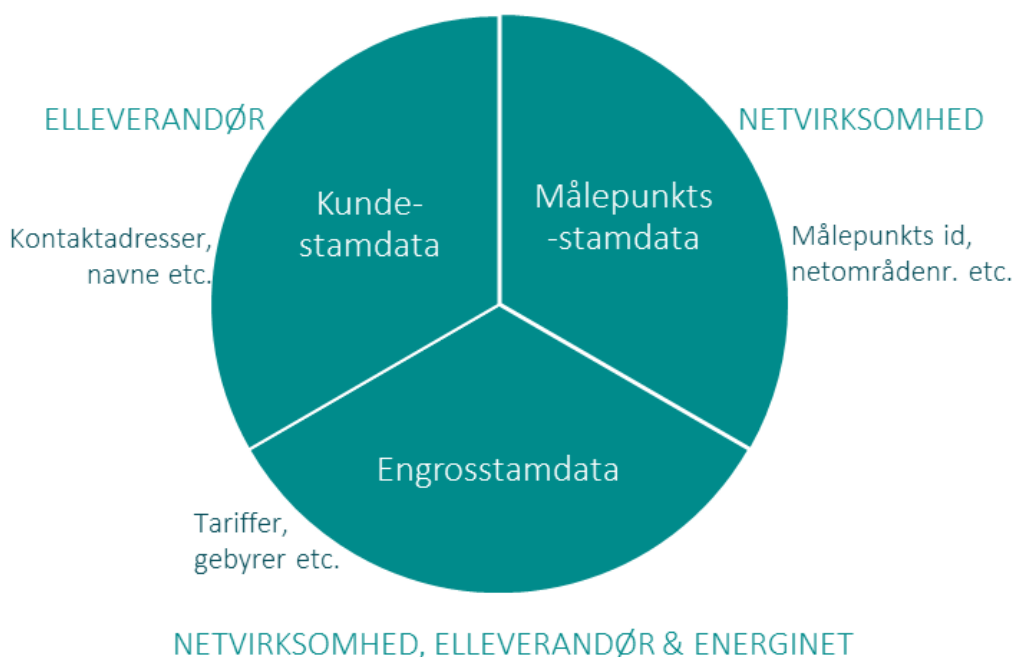 ELLEVERANDØR
NETVIRKSOMHED
Kunde-
stamdata
Målepunkts
-stamdata
Kontaktadresser,
navne etc.
Målepunkts id,
netområdenr. etc.
Engrosstamdata
Tariffer,
gebyrer etc.
NETVIRKSOMHED, ELLEVERANDØR & ENERGINET